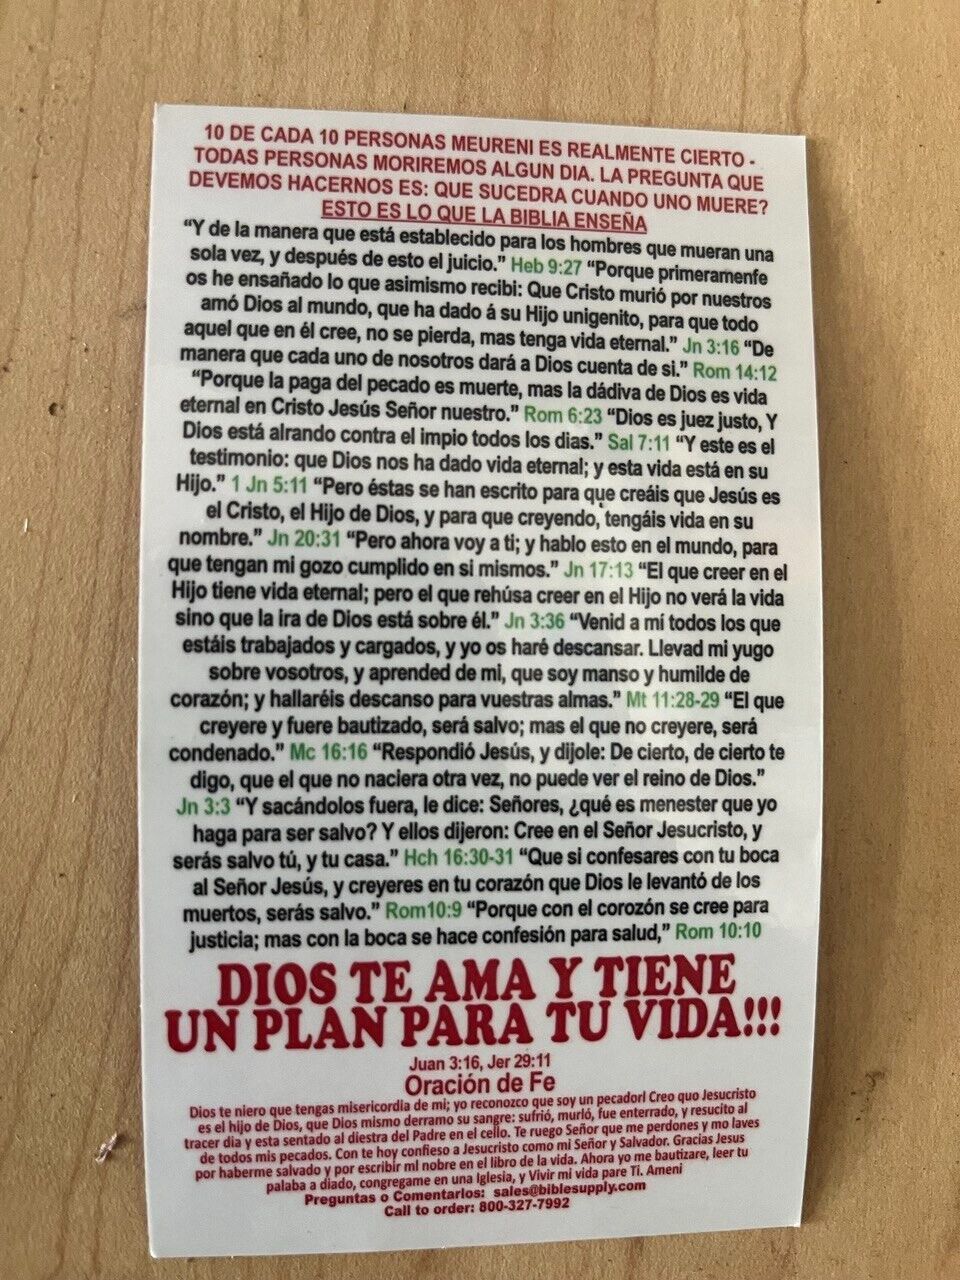 10 DE CADA 10 PERSONAS MEURENI ES REALMENTE CIERTO -
TODAS PERSONAS MORIREMOS ALGUN DIA. LA PREGUNTA QUE
DEVEMOS HACERNOS ES: QUE SUCEDRA CUANDO UNO MUERE?
ESTO ES LO QUE LA BIBLIA ENSEÑA
“Y de la manera que está establecido para los hombres que mueran una
sola vez, y después de esto el juicio.” Heb 9:27 “Porque primeramenfe
os he ensañado lo que asimismo recibi: Que Cristo murió por nuestros
amó Dios al mundo, que ha dado á su Hijo unigenito, para que todo
aquel que en él cree, no se pierda, mas tenga vida eternal.” Jn 3:16 “De
manera que cada uno de nosotros dará a Dios cuenta de si.” Rom 14:12
“Porque la paga del pecado es muerte, mas la dádiva de Dios es vida
eternal en Cristo Jesús Señor nuestro.” Rom 6:23 “Dios es juez justo, Y
Dios está alrando contra el impio todos los dias.” Sal 7:11 “Y este es el
testimonio: que Dios nos ha dado vida eternal; y esta vida está en su
Hijo.” 1 Jn 5:11 “Pero éstas se han escrito para que creáis que Jesús es
el Cristo, el Hijo de Dios, y para que creyendo, tengáis vida en su
nombre.” Jn 20:31 “Pero ahora voy a ti; y hablo esto en el mundo, para
que tengan mi gozo cumplido en si mismos.” Jn 17:13 “El que creer en el
Hijo tiene vida eternal; pero el que rehúsa creer en el Hijo no verá la vida
sino que la ira de Dios está sobre él.” Jn 3:36 “Venid a mí todos los que
estáis trabajados y cargados, y yo os haré descansar. Llevad mi yugo
sobre vosotros, y aprended de mi, que soy manso y humilde de
corazón; y hallaréis descanso para vuestras almas.” Mt 11:28-29 “El que
creyere y fuere bautizado, será salvo; mas el que no creyere, será
condenado.” Mc 16:16 “Respondió Jesús, y dijole: De cierto, de cierto te
digo, que el que no naciera otra vez, no puede ver el reino de Dios.”
Jn 3:3 “Y sacándolos fuera, le dice: Señores, ¿qué es menester que yo
haga para ser salvo? Y ellos dijeron: Cree en el Señor Jesucristo, y
serás salvo tú, y tu casa.” Hch 16:30-31 “Que si confesares con tu boca
al Señor Jesús, y creyeres en tu corazón que Dios le levantó de los
muertos, serás salvo.” Rom10:9 “Porque con el corozón se cree para
justicia; mas con la boca se hace confesión para salud,” Rom 10:10
DIOS TE AMA Y TIENE
UN PLAN PARA TU VIDA!!!
Juan 3:16, Jer 29:11
Oración de Fe
Dios te niero que tengas misericordia de mi; yo reconozco que soy un pecadorI Creo quo Jesucristo
es el hijo de Dios, que Dios mismo derramo su sangre: sufrió, murló, fue enterrado, y resucito al
tracer dia y esta sentado al diestra del Padre en el cello. Te ruego Señor que me perdones y mo laves
de todos mis pecados. Con te hoy confieso a Jesucristo como mi Señor y Salvador. Gracias Jesus
por haberme salvado y por escribir ml nobre en el libro de la vida. Ahora yo me bautizare, leer tu
palaba a diado, congregame en una Iglesia, y Vivir mi vida pare Ti. Ameni
Preguntas o Comentarlos: sales@biblesupply.com
Call to order: 800-327-7992